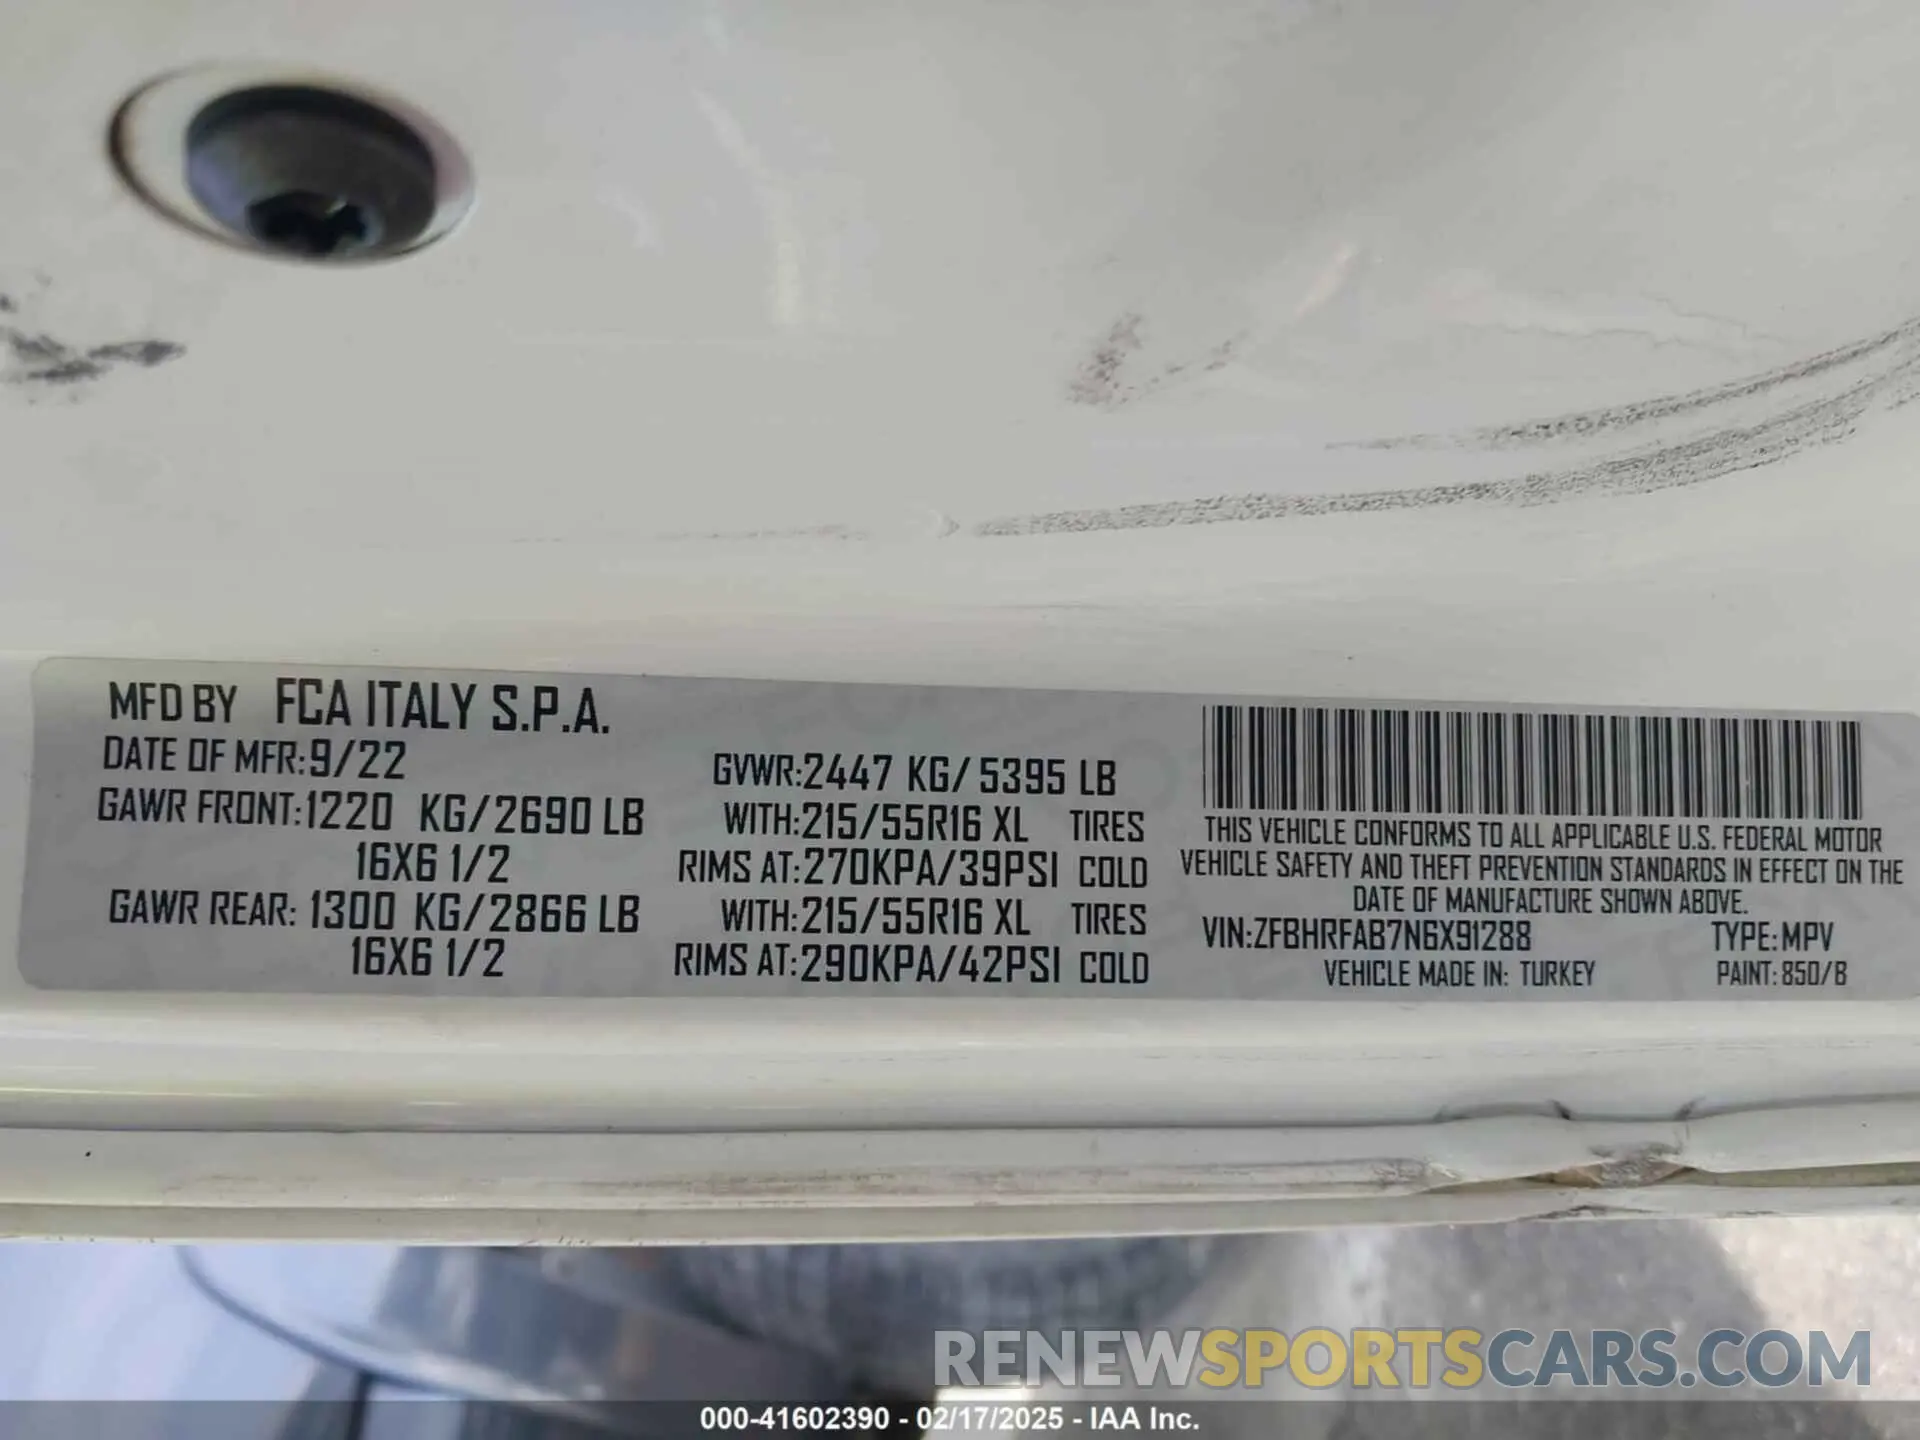 MFD BY FCA ITALY S.P.A.
DATE OF MFR:9/22
GAWR FRONT:1220 KG/2690 LB
16X6 1/2
GAWR REAR: 1300 KG/2866 LB
16X6 1/2
GVWR:2447 KG/5395 LB
WITH:215/55R16 XL TIRES
RIMS AT:270KPA/39PSI COLD
WITH:215/55R16 XL TIRES
RIMS AT:290KPA/42PSI COLD
THIS VEHICLE CONFORMS TO ALL APPLICABLE U.S. FEDERAL MOTOR
VEHICLE SAFETY AND THEFT PREVENTION STANDARDS IN EFFECT ON THE
DATE OF MANUFACTURE SHOWN ABOVE.
VIN:ZFBHRFAB7N6X91288 TYPE:MPV
VEHICLE MADE IN: TURKEY PAINT:850/B
RENEWSPORTSCARS.COM
000-41602390 - 02/17/2025 - IAA Inc.